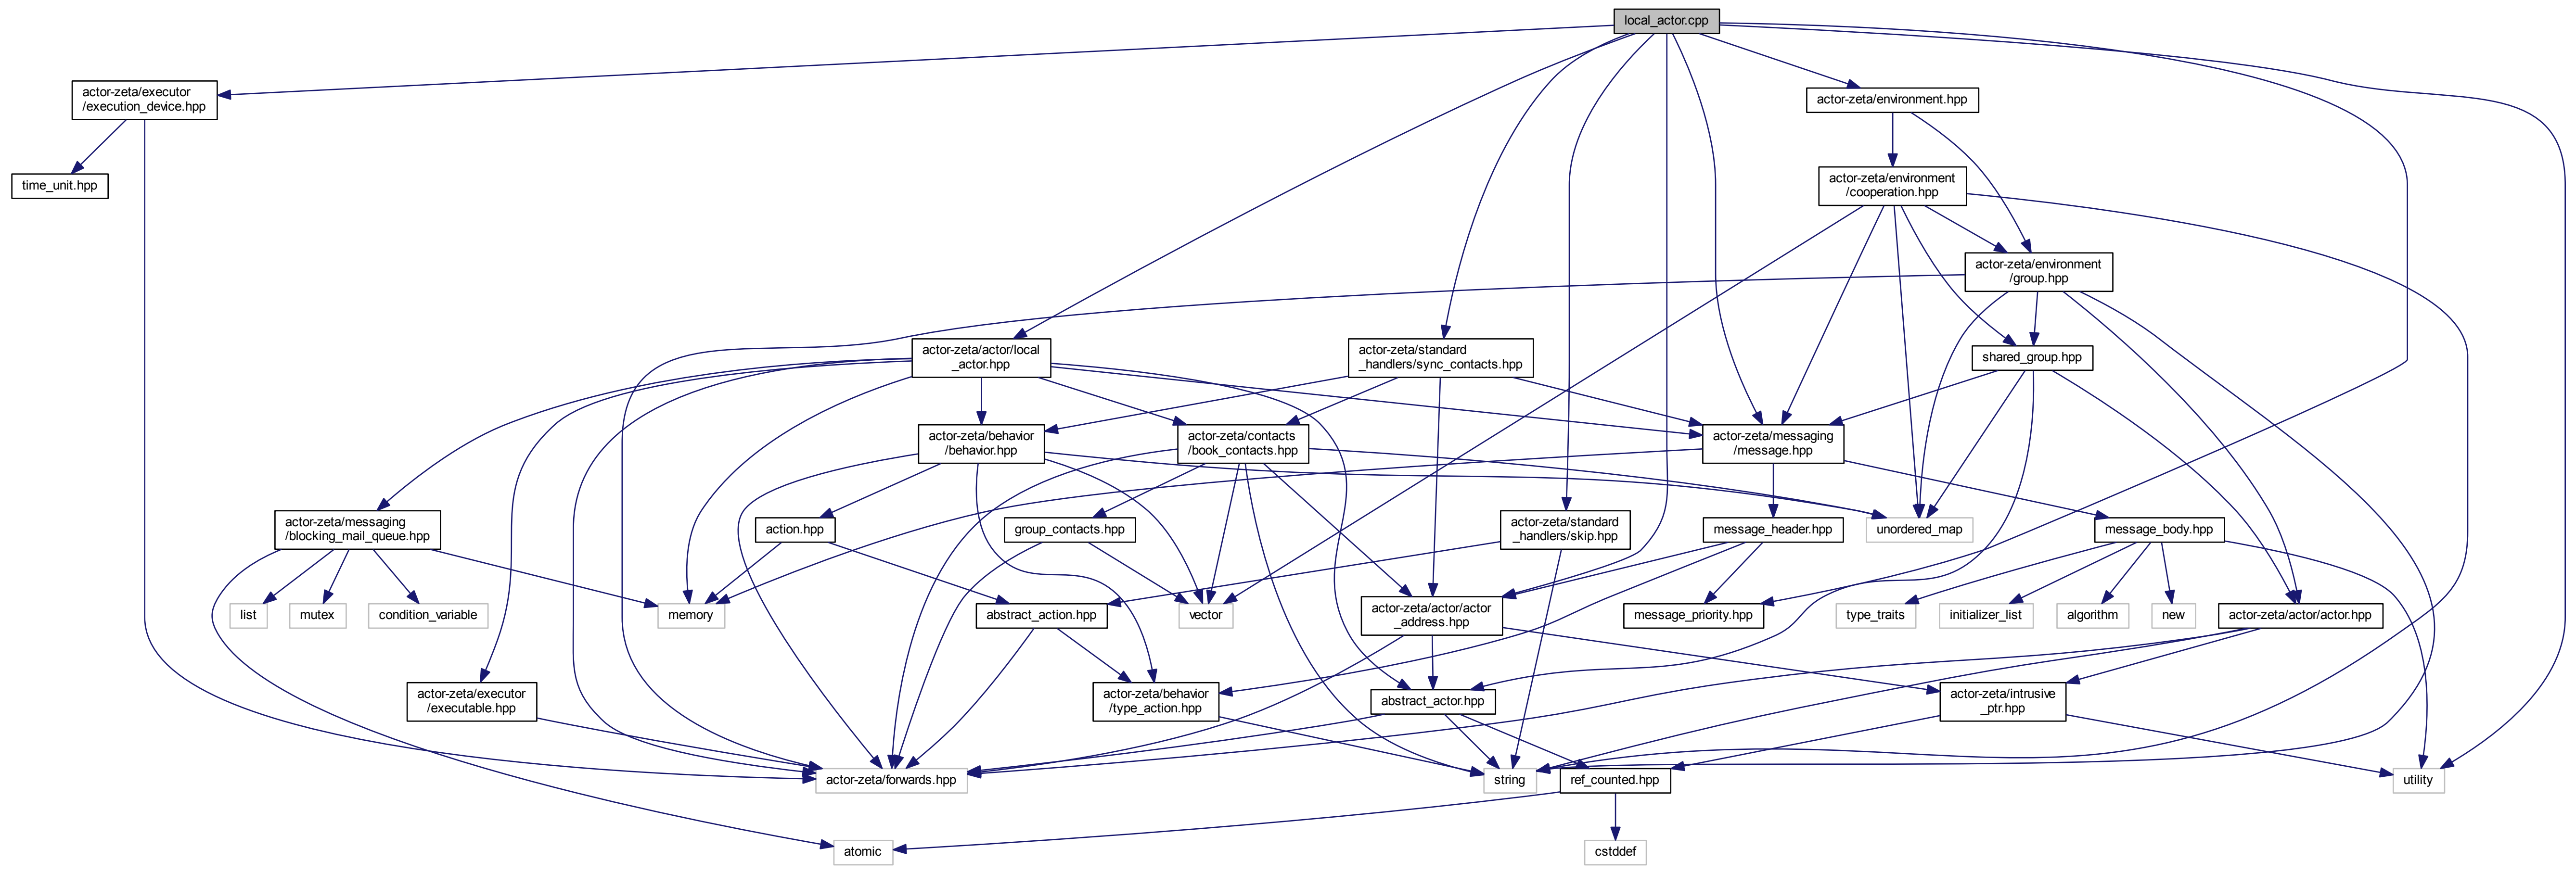 local_actor.cpp
actor-zeta/executor
/execution_device.hpp
actor-zeta/environment.hpp
time_unit.hpp
actor-zeta/environment
/cooperation.hpp
actor-zeta/environment
/group.hpp
actor-zeta/actor/local
_actor.hpp
actor-zeta/standard
_handlers/sync_contacts.hpp
shared_group.hpp
actor-zeta/behavior
/behavior.hpp
actor-zeta/contacts
/book_contacts.hpp
actor-zeta/messaging
/message.hpp
actor-zeta/messaging
/blocking_mail_queue.hpp
action.hpp
group_contacts.hpp
actor-zeta/standard
_handlers/skip.hpp
message_header.hpp
unordered_map
message_body.hpp
list
mutex
condition_variable
memory
abstract_action.hpp
vector
actor-zeta/actor/actor
_address.hpp
message_priority.hpp
type_traits
initializer_list
algorithm
new
actor-zeta/actor/actor.hpp
actor-zeta/executor
/executable.hpp
actor-zeta/behavior
/type_action.hpp
abstract_actor.hpp
actor-zeta/intrusive
_ptr.hpp
actor-zeta/forwards.hpp
string
ref_counted.hpp
utility
atomic
cstddef